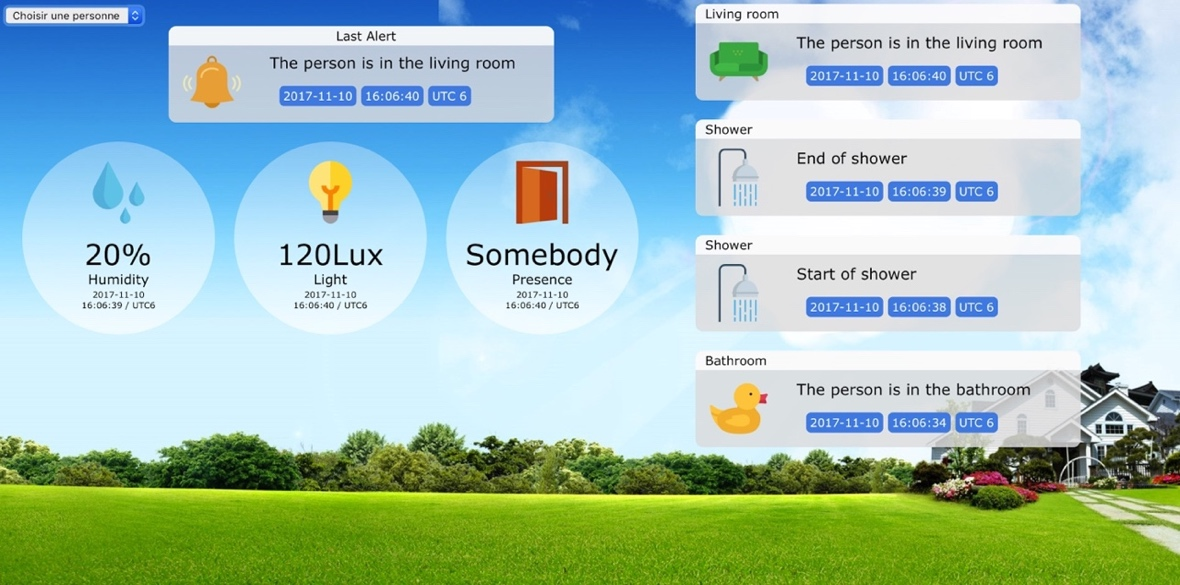 Choisir une personne
Last Alert
The person is in the living room
2017-11-10 16:06:40 UTC 6
20%
Humidity
2017-11-10
16:06:39 / UTC6
120Lux
Light
2017-11-10
16:06:40 / UTC6
Somebody
Presence
2017-11-10
16:06:40 / UTC6
Living room
The person is in the living room
2017-11-10 16:06:40 UTC 6
Shower
End of shower
2017-11-10 16:06:39 UTC 6
Shower
Start of shower
2017-11-10 16:06:38 UTC 6
Bathroom
The person is in the bathroom
2017-11-10 16:06:34 UTC 6